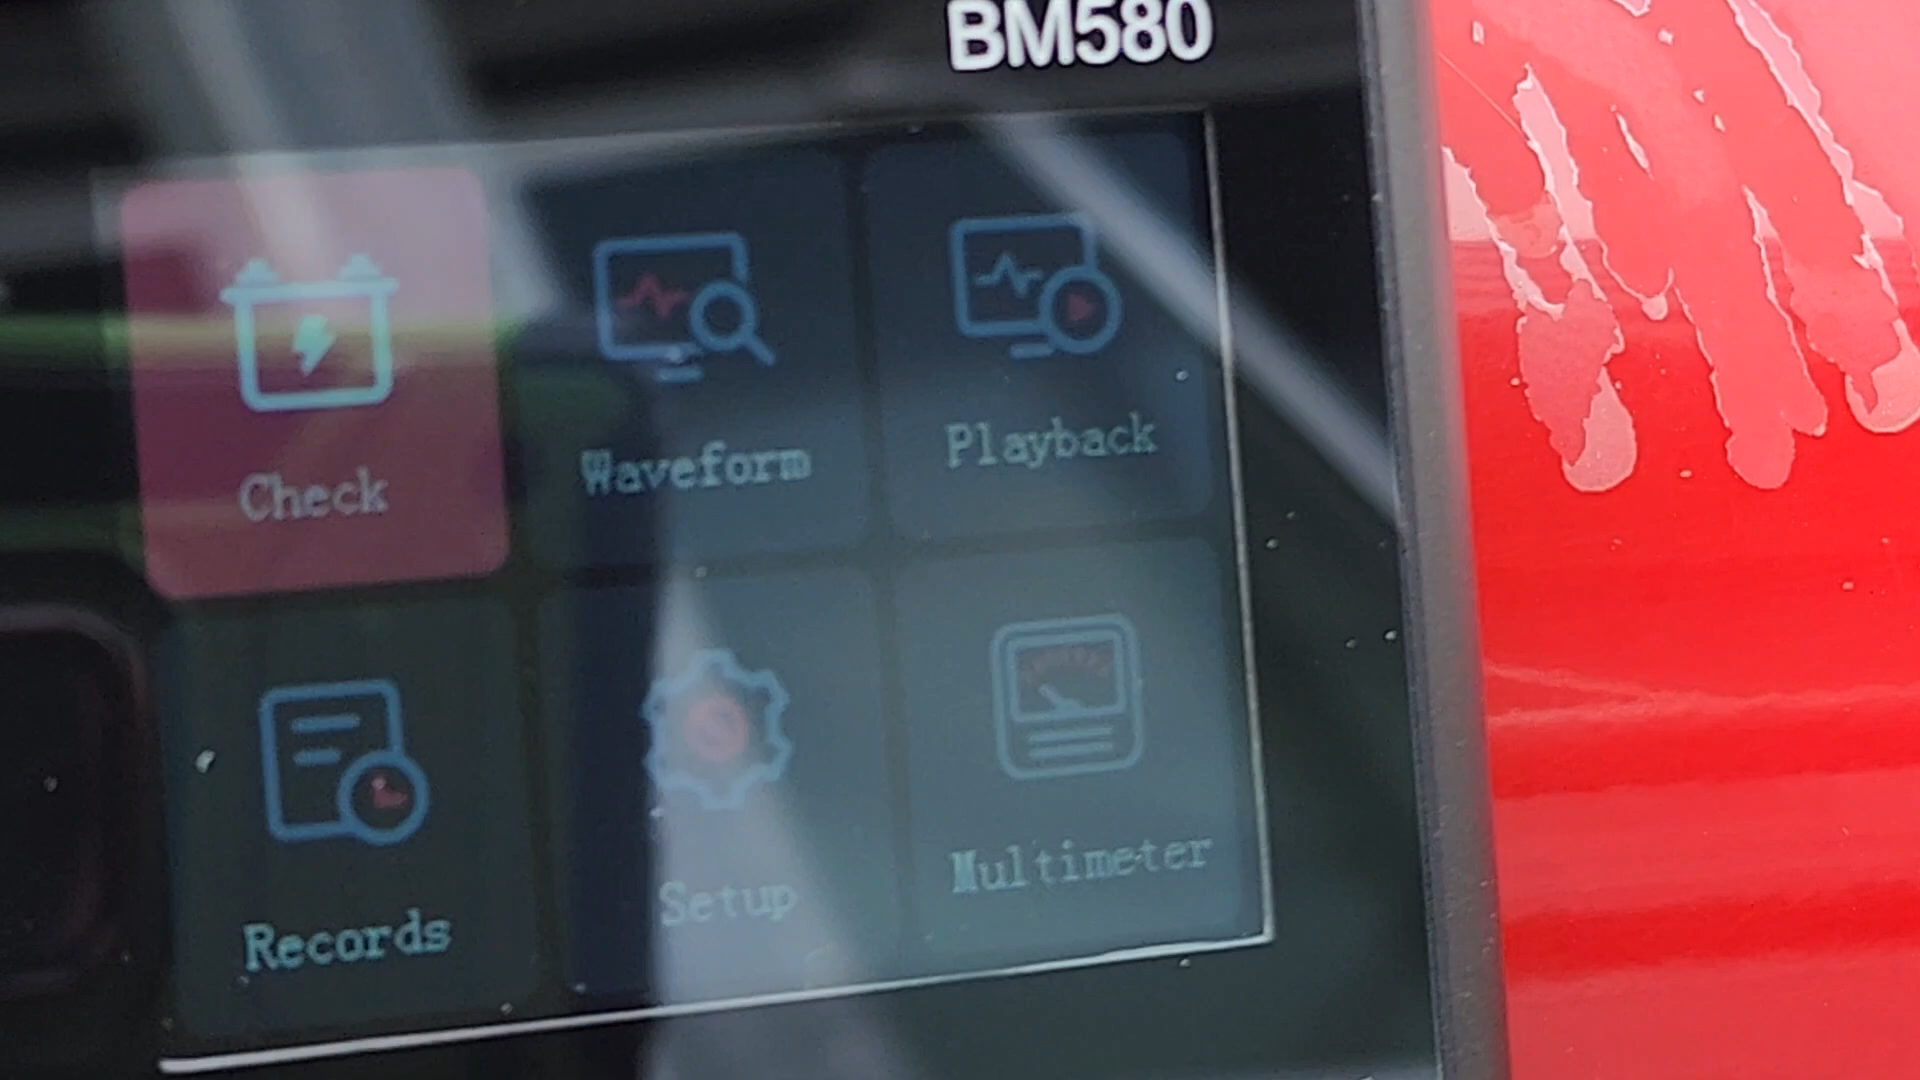 BM580
Check
Waveform
Playback
Records
Setup
Multimeter